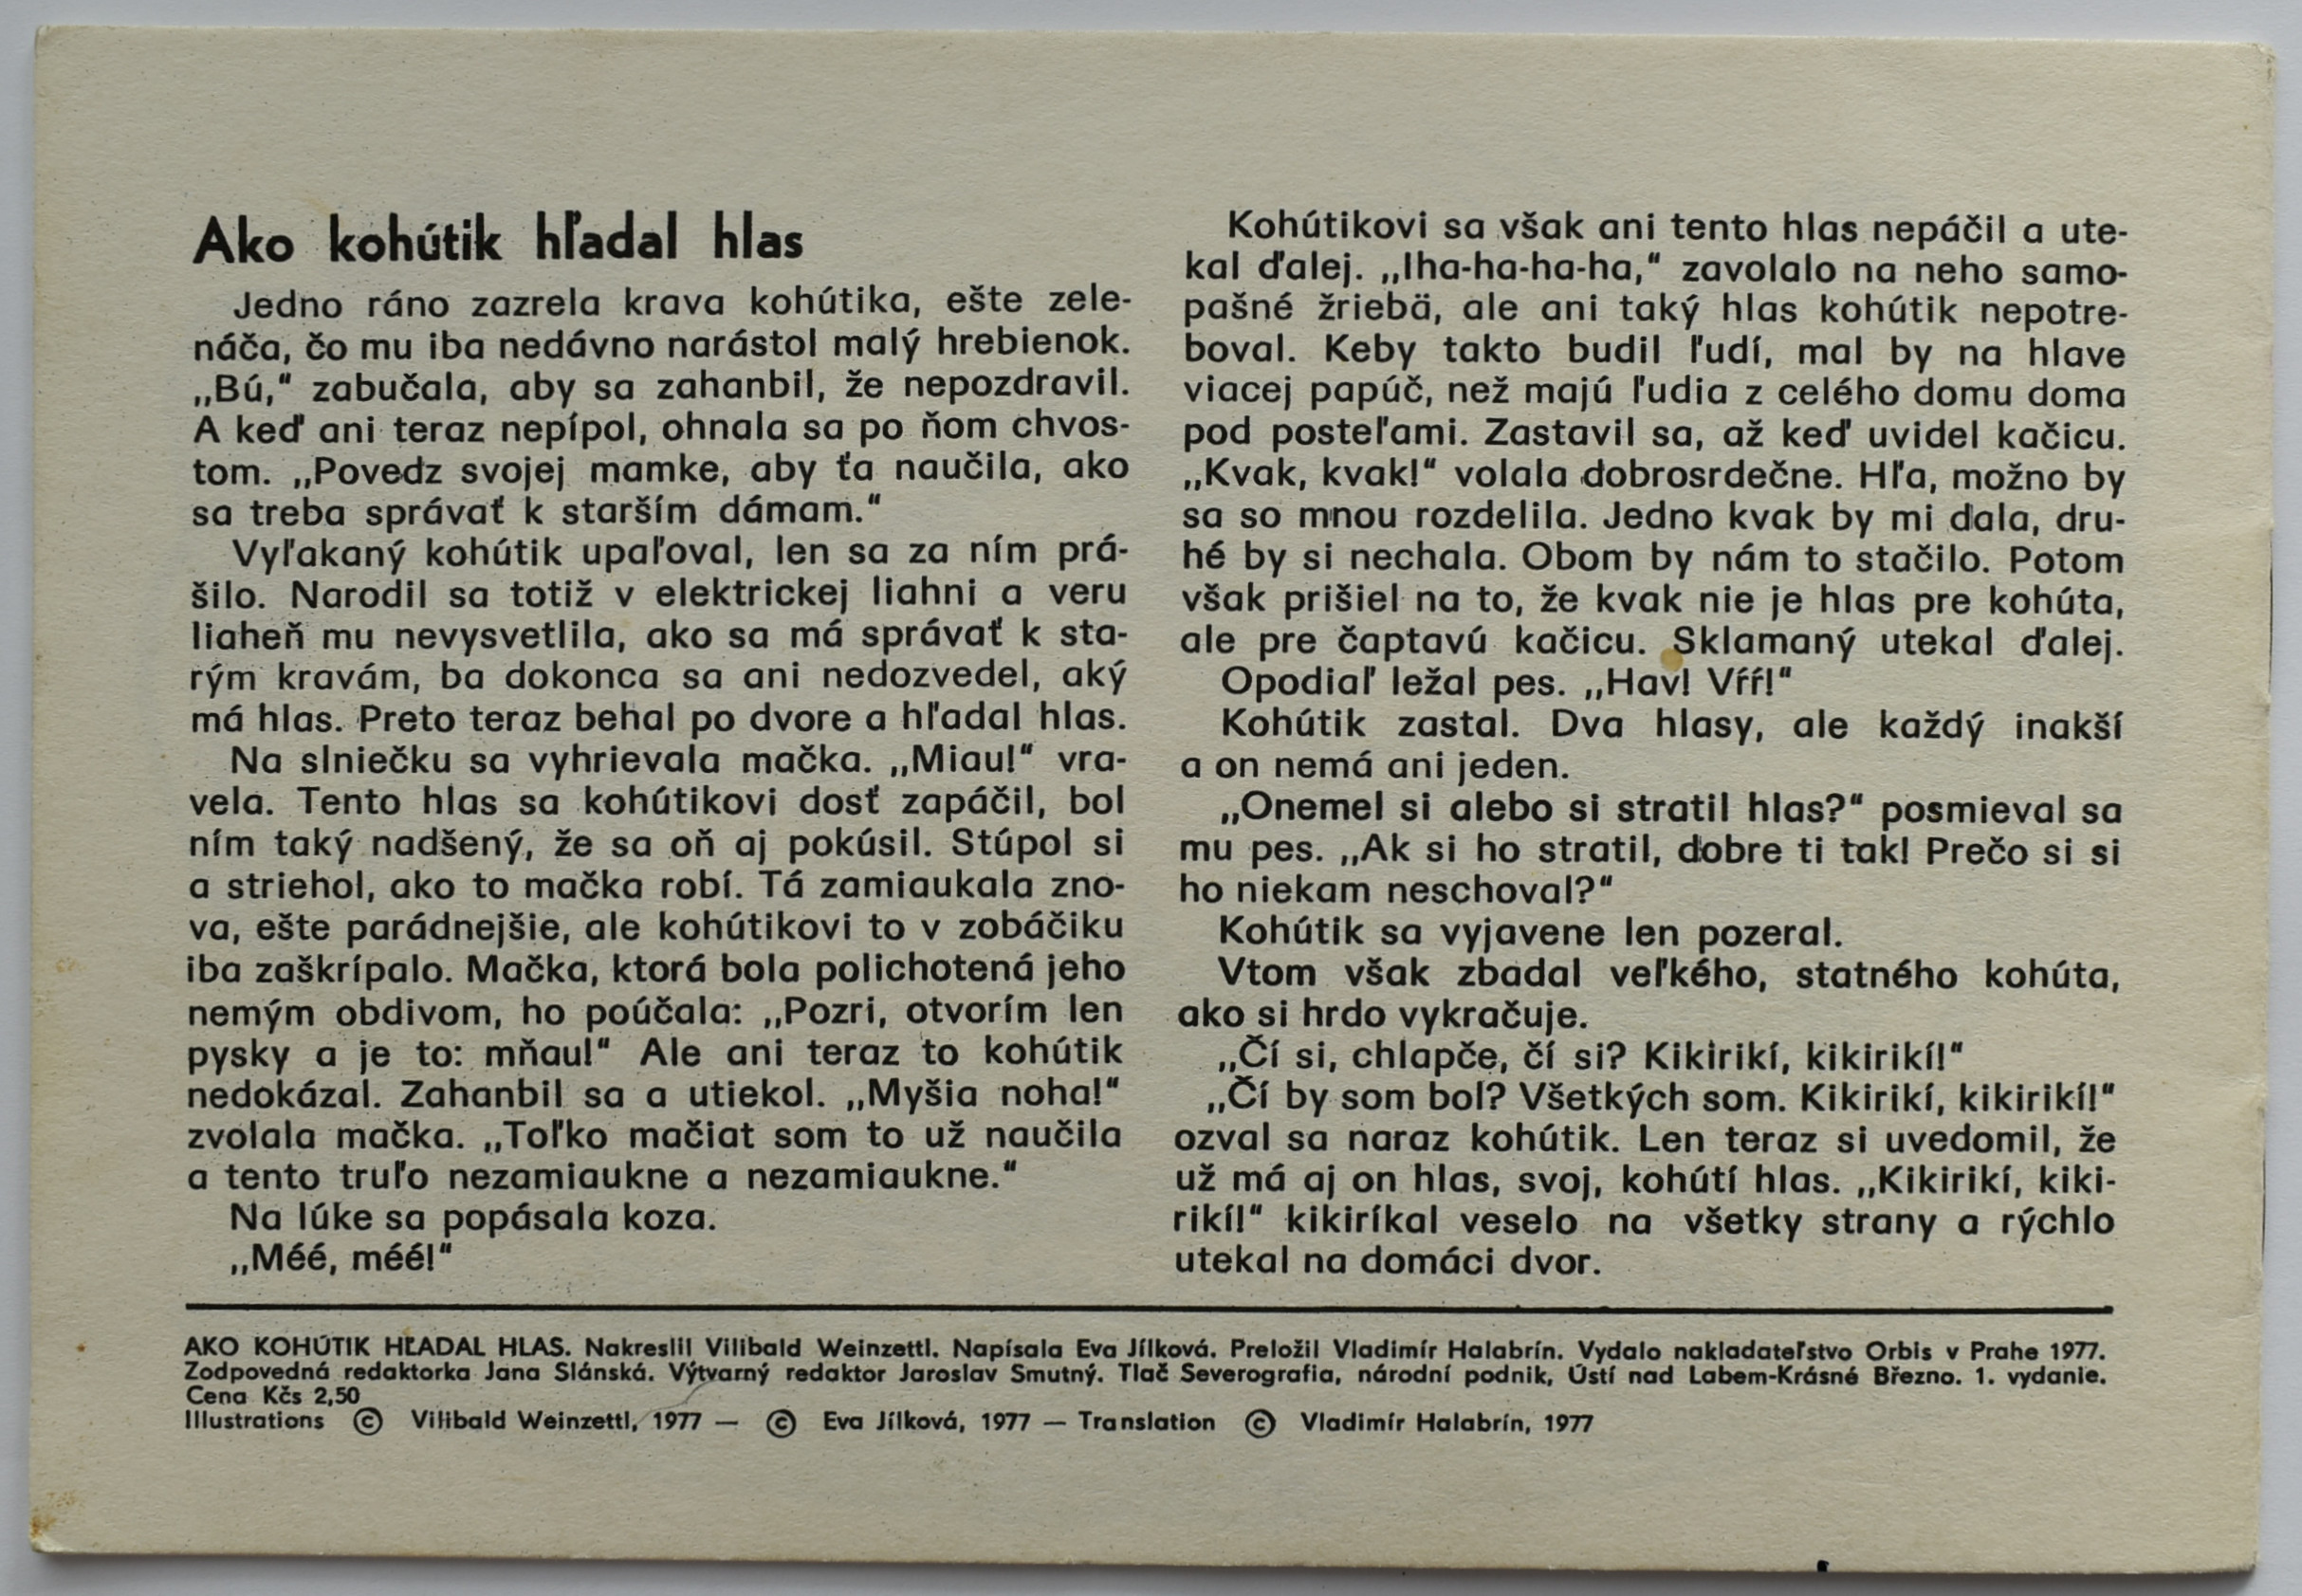 Ako kohútik hľadal hlas
Jedno ráno zazrela krava kohútika, ešte zele-
náča, čo mu iba nedávno narástol malý hrebienok.
„Bú,“ zabučala, aby sa zahanbil, že nepozdravil.
A keď ani teraz nepípol, ohnala sa po ňom chvos-
tom. „Povedz svojej mamke, aby ťa naučila, ako
sa treba správať k starším dámam.“
Vyľakaný kohútik upaľoval, len sa za ním prá-
šilo. Narodil sa totiž v elektrickej liahni a veru
liaheň mu nevysvetlila, ako sa má správať k sta-
rým kravám, ba dokonca sa ani nedozvedel, aký
má hlas. Preto teraz behal po dvore a hľadal hlas.
Na slniečku sa vyhrievala mačka. „Miau!“ vra-
vela. Tento hlas sa kohútikovi dosť zapáčil, bol
ním taký nadšený, že sa oň aj pokúsil. Stúpol si
a striehol, ako to mačka robí. Tá zamiaukala zno-
va, ešte parádnejšie, ale kohútikovi to v zobáčiku
iba zaškrípalo. Mačka, ktorá bola polichotená jeho
nemým obdivom, ho poúčala: „Pozri, otvorím len
pysky a je to: mňau!“ Ale ani teraz to kohútik
nedokázal. Zahanbil sa a utiekol. „Myšia noha!“
zvolala mačka. „Toľko mačiat som to už naučila
a tento truľo nezamiaukne a nezamiaukne.“
Na lúke sa popásala koza.
„Méé, méé!“
Kohútikovi sa však ani tento hlas nepáčil a ute-
kal ďalej. „Iha-ha-ha-ha,“ zavolalo na neho samo-
pašné žriebä, ale ani taký hlas kohútik nepotre-
boval. Keby takto budil ľudí, mal by na hlave
viacej papúč, než majú ľudia z celého domu doma
pod posteľami. Zastavil sa, až keď uvidel kačicu.
„Kvak, kvak!“ volala dobrosrdečne. Hľa, možno by
sa so mnou rozdelila. Jedno kvak by mi dala, dru-
hé by si nechala. Obom by nám to stačilo. Potom
však prišiel na to, že kvak nie je hlas pre kohúta,
ale pre čaptavú kačicu. Sklamaný utekal ďalej.
Opodiaľ ležal pes. „Hav! Vŕŕ!“
Kohútik zastal. Dva hlasy, ale každý inakší
a on nemá ani jeden.
„Onemel si alebo si stratil hlas?“ posmieval sa
mu pes. „Ak si ho stratil, dobre ti tak! Prečo si si
ho niekam neschoval?“
Kohútik sa vyjavene len pozeral.
Vtom však zbadal veľkého, statného kohúta,
ako si hrdo vykračuje.
„Čí si, chlapče, čí si? Kikirikí, kikirikí!“
„Čí by som bol? Všetkých som. Kikirikí, kikirikí!“
ozval sa naraz kohútik. Len teraz si uvedomil, že
už má aj on hlas, svoj, kohútí hlas. „Kikirikí, kiki-
rikí!“ kikiríkal veselo na všetky strany a rýchlo
utekal na domáci dvor.
AKO KOHÚTIK HĽADAL HLAS. Nakreslil Vilibald Weinzettl. Napísala Eva Jílková. Preložil Vladimír Halabrín. Vydalo nakladateľstvo Orbis v Prahe 1977.
Zodpovedná redaktorka Jana Slánská. Výtvarný redaktor Jaroslav Smutný. Tlač Severografia, národní podnik, Ústí nad Labem-Krásné Březno. 1. vydanie.
Cena Kčs 2,50
Illustrations © Vilibald Weinzettl, 1977 — © Eva Jílková, 1977 — Translation © Vladimír Halabrín, 1977